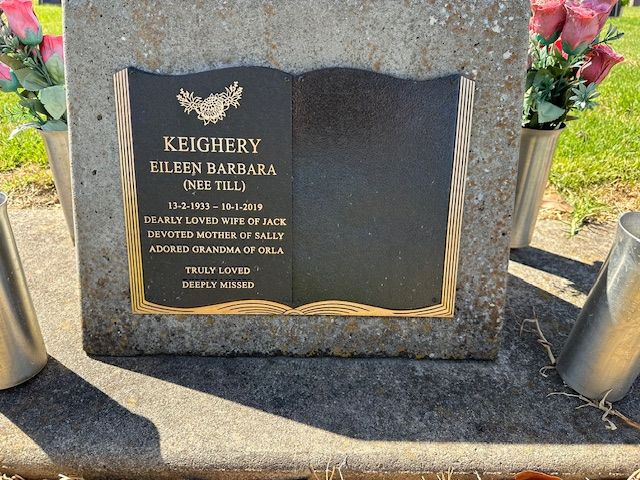 KEIGHERY
EILEEN BARBARA
(NEE TILL)
13-2-1933 – 10-1-2019
DEARLY LOVED WIFE OF JACK
DEVOTED MOTHER OF SALLY
ADORED GRANDMA OF ORLA
TRULY LOVED
DEEPLY MISSED